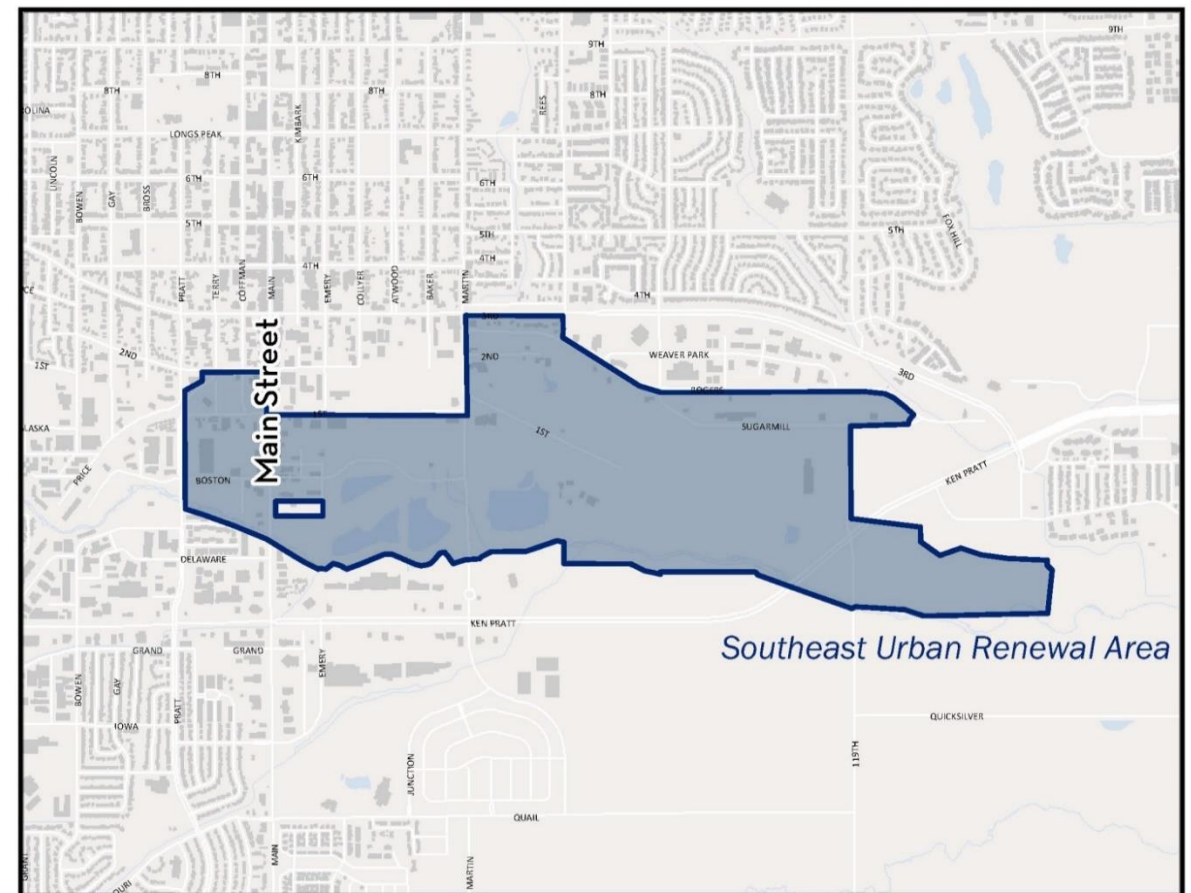 9TH
9TH
8TH
8TH
8TH
8TH
REES
KIMBARK
OLINA
LONGS PEAK
LINCOLN
6TH
6TH
6TH
BOWEN
GAY
BROSS
5TH
5TH
5TH
FOX HILL
4TH
4TH
4TH
PRATT
TERRY
COFFMAN
MAIN
EMERY
COLLYER
ATWOOD
BAKER
MARTIN
3RD
Main Street
2ND
2ND
1ST
WEAVER PARK
3RD
ROGERS
1ST
1ST
SUGARMILL
ALASKA
PRICE
BOSTON
KEN PRATT
DELAWARE
KEN PRATT
GRAND
GRAND
EMERY
Southeast Urban Renewal Area
BOWEN
GAY
PRATT
IOWA
QUICKSILVER
119TH
JUNCTION
QUAIL
MAIN
MARTIN